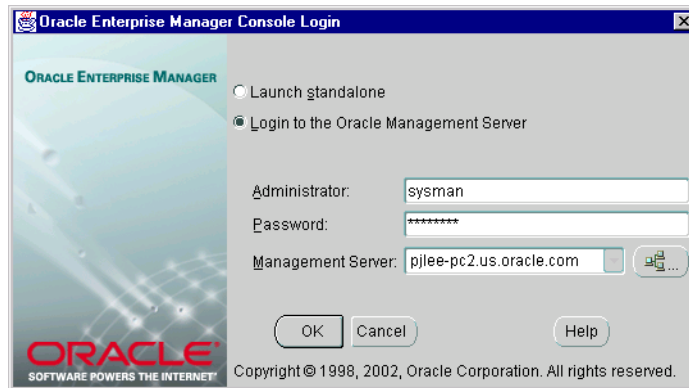 Oracle Enterprise Manager Console Login
ORACLE ENTERPRISE MANAGER
Launch standalone
Login to the Oracle Management Server
Administrator: sysman
Password: ********
Management Server: pjlee-pc2.us.oracle.com
...
OK Cancel Help
ORACLE
SOFTWARE POWERS THE INTERNET™
Copyright © 1998, 2002, Oracle Corporation. All rights reserved.